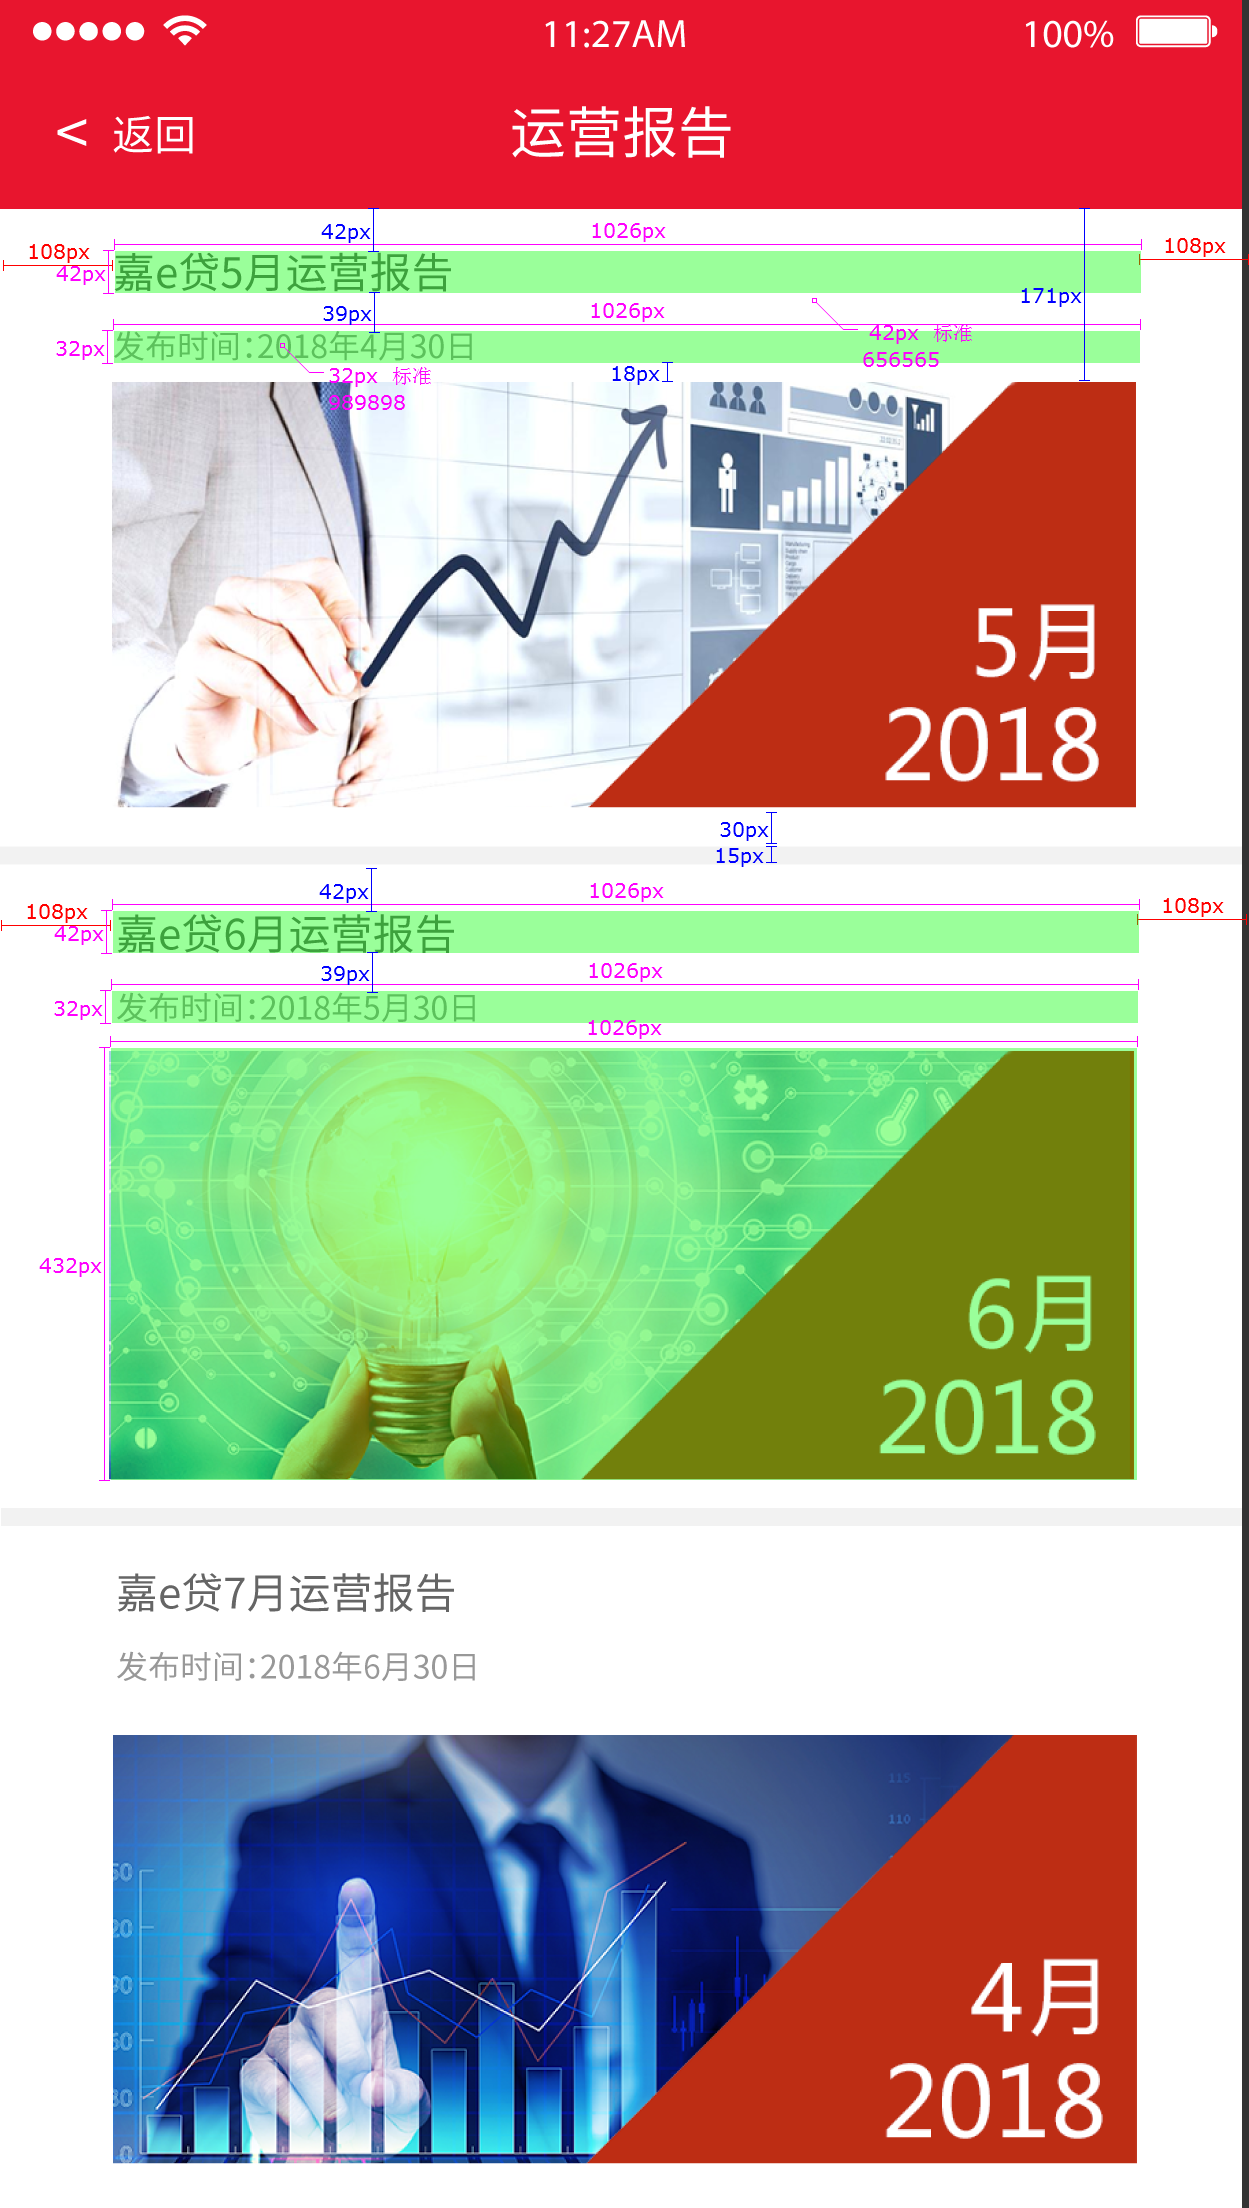 11:27AM 100%
< 返回 运营报告
42px 1026px
108px 108px
42px 嘉e贷5月运营报告
171px
39px 1026px
42px 标准
656565
32px 发布时间:2018年4月30日
32px 标准
989898
18px
5月
2018
30px
15px
42px 1026px
108px 108px
42px 嘉e贷6月运营报告
39px 1026px
32px 发布时间:2018年5月30日
1026px
432px
6月
2018
嘉e贷7月运营报告
发布时间:2018年6月30日
115
110
4月
2018